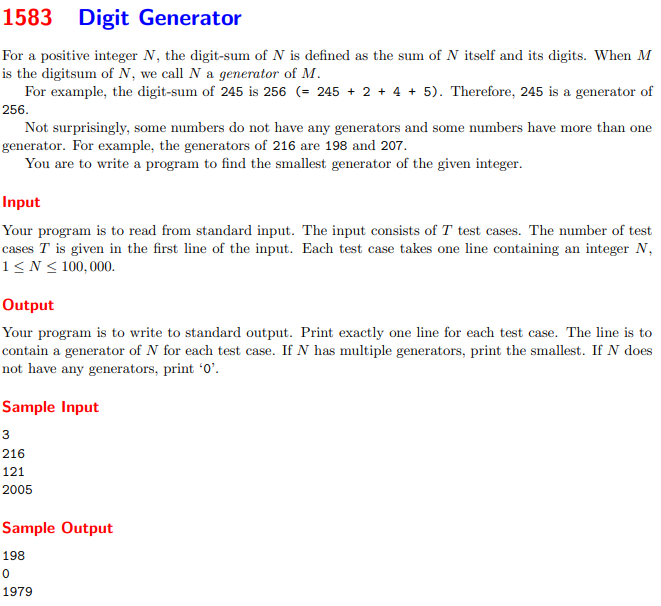 1583 Digit Generator
For a positive integer N, the digit-sum of N is defined as the sum of N itself and its digits. When M
is the digitsum of N, we call N a generator of M.
For example, the digit-sum of 245 is 256 (= 245 + 2 + 4 + 5). Therefore, 245 is a generator of
256.
Not surprisingly, some numbers do not have any generators and some numbers have more than one
generator. For example, the generators of 216 are 198 and 207.
You are to write a program to find the smallest generator of the given integer.
Input
Your program is to read from standard input. The input consists of T test cases. The number of test
cases T is given in the first line of the input. Each test case takes one line containing an integer N,
1 ≤ N ≤ 100,000.
Output
Your program is to write to standard output. Print exactly one line for each test case. The line is to
contain a generator of N for each test case. If N has multiple generators, print the smallest. If N does
not have any generators, print ‘0’.
Sample Input
3
216
121
2005
Sample Output
198
0
1979